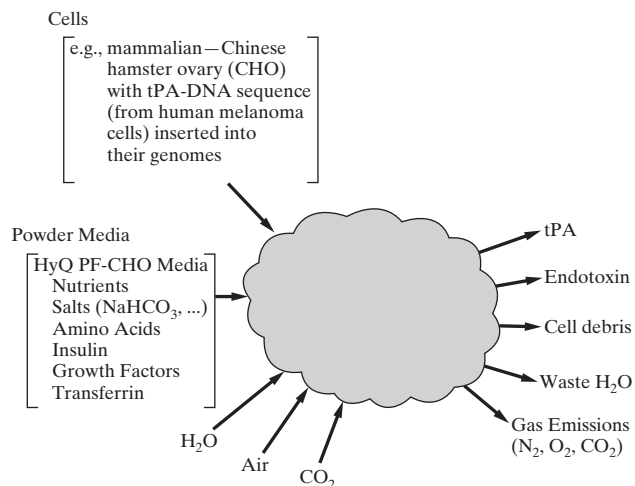 Cells
e.g., mammalian—Chinese
hamster ovary (CHO)
with tPA-DNA sequence
(from human melanoma
cells) inserted into
their genomes
Powder Media
HyQ PF-CHO Media
Nutrients
Salts (NaHCO₃, ...)
Amino Acids
Insulin
Growth Factors
Transferrin
H₂O
Air
CO₂
tPA
Endotoxin
Cell debris
Waste H₂O
Gas Emissions
(N₂, O₂, CO₂)